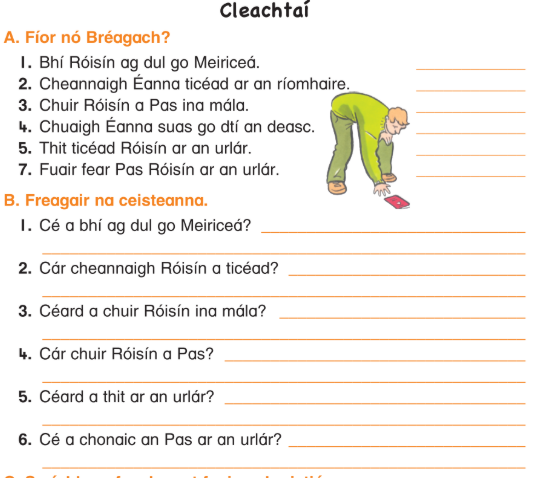 Cleachtaí
A. Fíor nó Bréagach?
1. Bhí Róisín ag dul go Meiriceá.
2. Cheannaigh Éanna ticéad ar an ríomhaire.
3. Chuir Róisín a Pas ina mála.
4. Chuaigh Éanna suas go dtí an deasc.
5. Thit ticéad Róisín ar an urlár.
7. Fuair fear Pas Róisín ar an urlár.
B. Freagair na ceisteanna.
1. Cé a bhí ag dul go Meiriceá?
2. Cár cheannaigh Róisín a ticéad?
3. Céard a chuir Róisín ina mála?
4. Cár chuir Róisín a Pas?
5. Céard a thit ar an urlár?
6. Cé a chonaic an Pas ar an urlár?